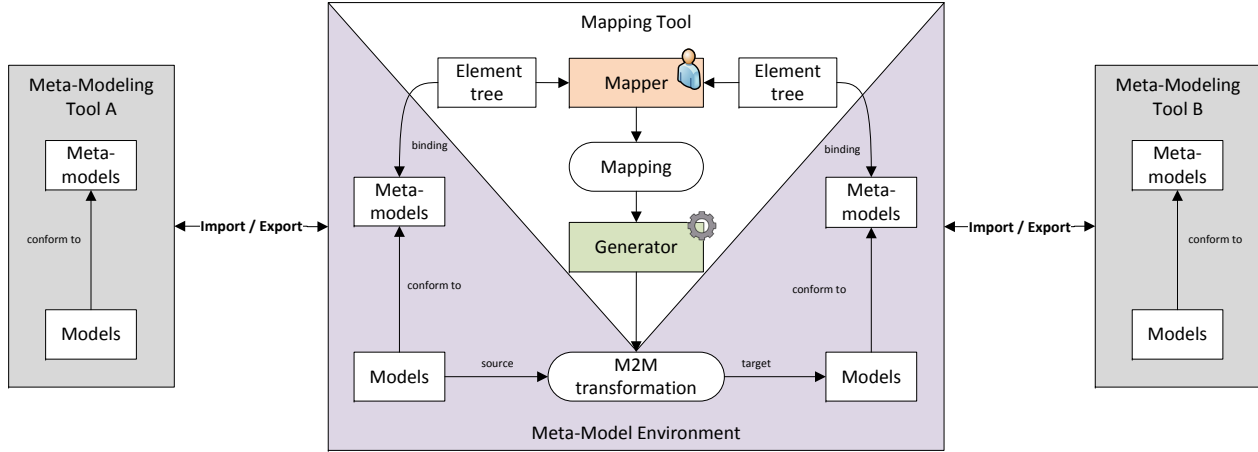 Mapping Tool
Meta-Modeling
Tool A
Meta-
models
conform to
Models
Import / Export
Element
tree
Mapper
Element
tree
binding
binding
Mapping
Meta-
models
Meta-
models
Generator
conform to
conform to
Models
source
M2M
transformation
target
Models
Meta-Model Environment
Import / Export
Meta-Modeling
Tool B
Meta-
models
conform to
Models